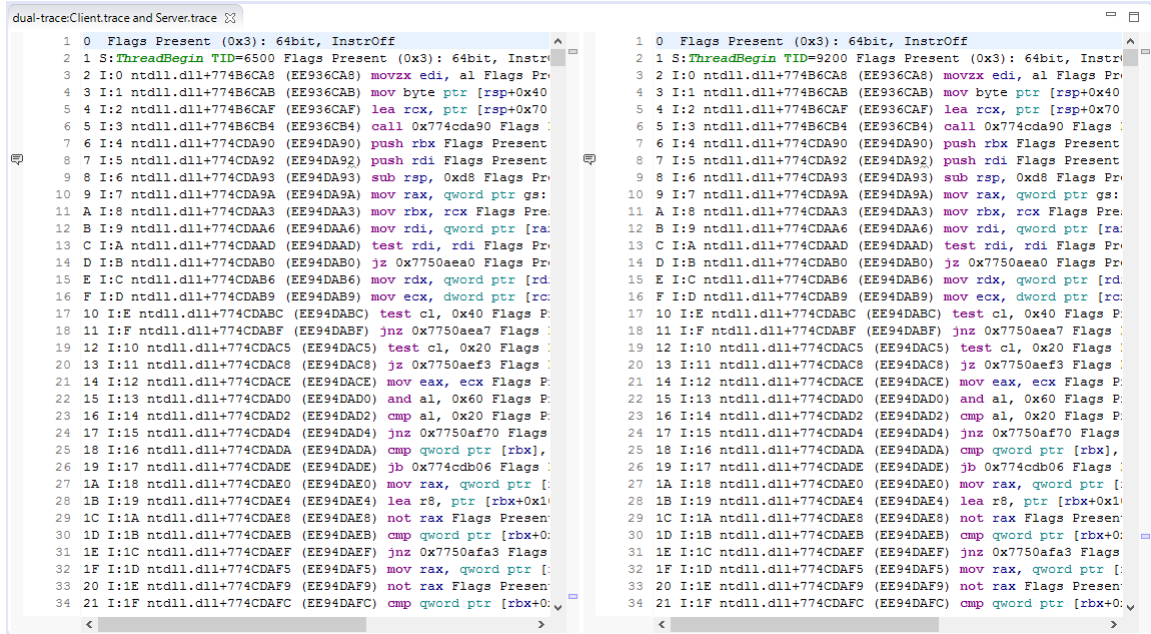 dual-trace:Client.trace and Server.trace
1 0 Flags Present (0x3): 64bit, InstrOff
2 1 S:ThreadBegin TID=6500 Flags Present (0x3): 64bit, Instr
3 2 I:0 ntdll.dll+774B6CA8 (EE936CA8) movzx edi, al Flags Pr
4 3 I:1 ntdll.dll+774B6CAB (EE936CAB) mov byte ptr [rsp+0x40
5 4 I:2 ntdll.dll+774B6CAF (EE936CAF) lea rcx, ptr [rsp+0x70
6 5 I:3 ntdll.dll+774B6CB4 (EE936CB4) call 0x774cda90 Flags
7 6 I:4 ntdll.dll+774CDA90 (EE94DA90) push rbx Flags Present
8 7 I:5 ntdll.dll+774CDA92 (EE94DA92) push rdi Flags Present
9 8 I:6 ntdll.dll+774CDA93 (EE94DA93) sub rsp, 0xd8 Flags Pr
10 9 I:7 ntdll.dll+774CDA9A (EE94DA9A) mov rax, qword ptr gs:
11 A I:8 ntdll.dll+774CDAA3 (EE94DAA3) mov rbx, rcx Flags Pre
12 B I:9 ntdll.dll+774CDAA6 (EE94DAA6) mov rdi, qword ptr [ra
13 C I:A ntdll.dll+774CDAAD (EE94DAAD) test rdi, rdi Flags Pr
14 D I:B ntdll.dll+774CDAB0 (EE94DAB0) jz 0x7750aea0 Flags Pr
15 E I:C ntdll.dll+774CDAB6 (EE94DAB6) mov rdx, qword ptr [rd
16 F I:D ntdll.dll+774CDAB9 (EE94DAB9) mov ecx, dword ptr [rc
17 10 I:E ntdll.dll+774CDABC (EE94DABC) test cl, 0x40 Flags P
18 11 I:F ntdll.dll+774CDABF (EE94DABF) jnz 0x7750aea7 Flags
19 12 I:10 ntdll.dll+774CDAC5 (EE94DAC5) test cl, 0x20 Flags
20 13 I:11 ntdll.dll+774CDAC8 (EE94DAC8) jz 0x7750aef3 Flags
21 14 I:12 ntdll.dll+774CDACE (EE94DACE) mov eax, ecx Flags P
22 15 I:13 ntdll.dll+774CDAD0 (EE94DAD0) and al, 0x60 Flags P
23 16 I:14 ntdll.dll+774CDAD2 (EE94DAD2) cmp al, 0x20 Flags P
24 17 I:15 ntdll.dll+774CDAD4 (EE94DAD4) jnz 0x7750af70 Flags
25 18 I:16 ntdll.dll+774CDADA (EE94DADA) cmp qword ptr [rbx],
26 19 I:17 ntdll.dll+774CDADE (EE94DADE) jb 0x774cdb06 Flags
27 1A I:18 ntdll.dll+774CDAE0 (EE94DAE0) mov rax, qword ptr [
28 1B I:19 ntdll.dll+774CDAE4 (EE94DAE4) lea r8, ptr [rbx+0x1
29 1C I:1A ntdll.dll+774CDAE8 (EE94DAE8) not rax Flags Presen
30 1D I:1B ntdll.dll+774CDAEB (EE94DAEB) cmp qword ptr [rbx+0
31 1E I:1C ntdll.dll+774CDAEF (EE94DAEF) jnz 0x7750afa3 Flags
32 1F I:1D ntdll.dll+774CDAF5 (EE94DAF5) mov rax, qword ptr [
33 20 I:1E ntdll.dll+774CDAF9 (EE94DAF9) not rax Flags Presen
34 21 I:1F ntdll.dll+774CDAFC (EE94DAFC) cmp qword ptr [rbx+0
1 0 Flags Present (0x3): 64bit, InstrOff
2 1 S:ThreadBegin TID=9200 Flags Present (0x3): 64bit, Instr
3 2 I:0 ntdll.dll+774B6CA8 (EE936CA8) movzx edi, al Flags Pr
4 3 I:1 ntdll.dll+774B6CAB (EE936CAB) mov byte ptr [rsp+0x40
5 4 I:2 ntdll.dll+774B6CAF (EE936CAF) lea rcx, ptr [rsp+0x70
6 5 I:3 ntdll.dll+774B6CB4 (EE936CB4) call 0x774cda90 Flags
7 6 I:4 ntdll.dll+774CDA90 (EE94DA90) push rbx Flags Present
8 7 I:5 ntdll.dll+774CDA92 (EE94DA92) push rdi Flags Present
9 8 I:6 ntdll.dll+774CDA93 (EE94DA93) sub rsp, 0xd8 Flags Pr
10 9 I:7 ntdll.dll+774CDA9A (EE94DA9A) mov rax, qword ptr gs:
11 A I:8 ntdll.dll+774CDAA3 (EE94DAA3) mov rbx, rcx Flags Pre
12 B I:9 ntdll.dll+774CDAA6 (EE94DAA6) mov rdi, qword ptr [ra
13 C I:A ntdll.dll+774CDAAD (EE94DAAD) test rdi, rdi Flags Pr
14 D I:B ntdll.dll+774CDAB0 (EE94DAB0) jz 0x7750aea0 Flags Pr
15 E I:C ntdll.dll+774CDAB6 (EE94DAB6) mov rdx, qword ptr [rd
16 F I:D ntdll.dll+774CDAB9 (EE94DAB9) mov ecx, dword ptr [rc
17 10 I:E ntdll.dll+774CDABC (EE94DABC) test cl, 0x40 Flags P
18 11 I:F ntdll.dll+774CDABF (EE94DABF) jnz 0x7750aea7 Flags
19 12 I:10 ntdll.dll+774CDAC5 (EE94DAC5) test cl, 0x20 Flags
20 13 I:11 ntdll.dll+774CDAC8 (EE94DAC8) jz 0x7750aef3 Flags
21 14 I:12 ntdll.dll+774CDACE (EE94DACE) mov eax, ecx Flags P
22 15 I:13 ntdll.dll+774CDAD0 (EE94DAD0) and al, 0x60 Flags P
23 16 I:14 ntdll.dll+774CDAD2 (EE94DAD2) cmp al, 0x20 Flags P
24 17 I:15 ntdll.dll+774CDAD4 (EE94DAD4) jnz 0x7750af70 Flags
25 18 I:16 ntdll.dll+774CDADA (EE94DADA) cmp qword ptr [rbx],
26 19 I:17 ntdll.dll+774CDADE (EE94DADE) jb 0x774cdb06 Flags
27 1A I:18 ntdll.dll+774CDAE0 (EE94DAE0) mov rax, qword ptr [
28 1B I:19 ntdll.dll+774CDAE4 (EE94DAE4) lea r8, ptr [rbx+0x1
29 1C I:1A ntdll.dll+774CDAE8 (EE94DAE8) not rax Flags Presen
30 1D I:1B ntdll.dll+774CDAEB (EE94DAEB) cmp qword ptr [rbx+0
31 1E I:1C ntdll.dll+774CDAEF (EE94DAEF) jnz 0x7750afa3 Flags
32 1F I:1D ntdll.dll+774CDAF5 (EE94DAF5) mov rax, qword ptr [
33 20 I:1E ntdll.dll+774CDAF9 (EE94DAF9) not rax Flags Presen
34 21 I:1F ntdll.dll+774CDAFC (EE94DAFC) cmp qword ptr [rbx+0